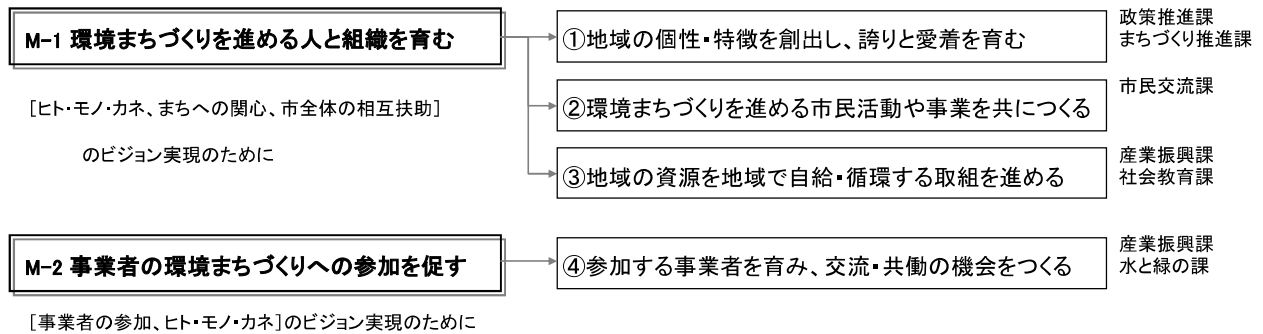 M-1 環境まちづくりを進める人と組織を育む
[ヒト・モノ・カネ、まちへの関心、市全体の相互扶助]
のビジョン実現のために
①地域の個性・特徴を創出し、誇りと愛着を育む
政策推進課
まちづくり推進課
②環境まちづくりを進める市民活動や事業を共につくる
市民交流課
③地域の資源を地域で自給・循環する取組を進める
産業振興課
社会教育課
M-2 事業者の環境まちづくりへの参加を促す
[事業者の参加、ヒト・モノ・カネ]のビジョン実現のために
④参加する事業者を育み、交流・共働の機会をつくる
産業振興課
水と緑の課